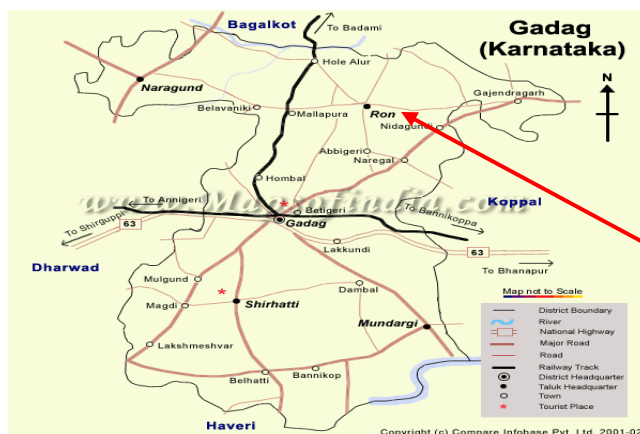 Gadag
(Karnataka)
Bagalkot
To Badami
Hole Alur
Naragund
Gajendragarh
N
Belavaniki
Mallapura
Ron
Nidagundi
Abbigeri
Naregal
Hombal
www.Mapsofindia.com
Koppal
To Annigeri
Betigeri
To Bannikoppa
To Shirguppi
63
Gadag
Lakkundi
63
Dharwad
To Bhanapur
Mulgund
Dambal
Map not to Scale
Magdi
Shirhatti
Mundargi
Lakshmeshvar
Belhatti
Bannikop
Haveri
District Boundary
River
National Highway
Major Road
Road
Railway Track
District Headquarter
Taluk Headquarter
Town
Tourist Place
Copyright (c) Compare Infobase Pvt. Ltd. 2001-02